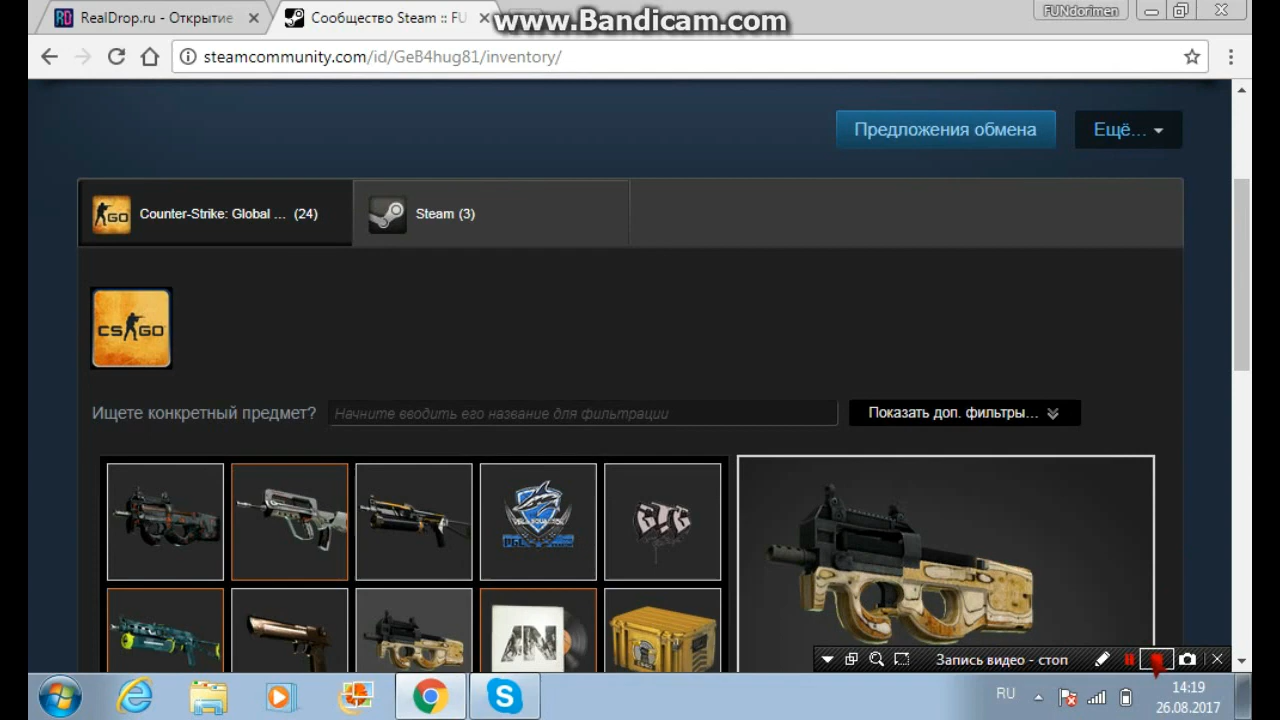 RealDrop.ru - Открытие
Сообщество Steam :: FU
www.Bandicam.com
FUNdorimen
steamcommunity.com/id/GeB4hug81/inventory/
Предложения обмена
Ещё...
Counter-Strike: Global ... (24)
Steam (3)
CS GO
Ищете конкретный предмет?
Начните вводить его название для фильтрации
Показать доп. фильтры...
Запись видео - стоп
RU
14:19
26.08.2017